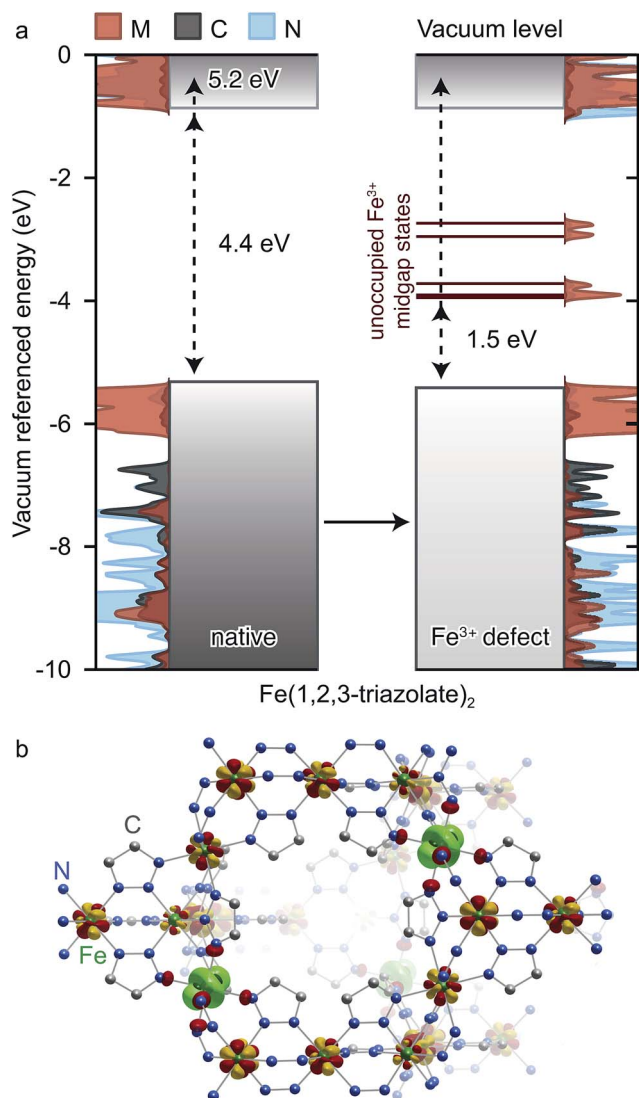 a
M C N
Vacuum level
Vacuum referenced energy (eV)
0
-2
-4
-6
-8
-10
5.2 eV
4.4 eV
unoccupied Fe³⁺
midgap states
1.5 eV
native
Fe³⁺ defect
Fe(1,2,3-triazolate)₂
b
C
N
Fe